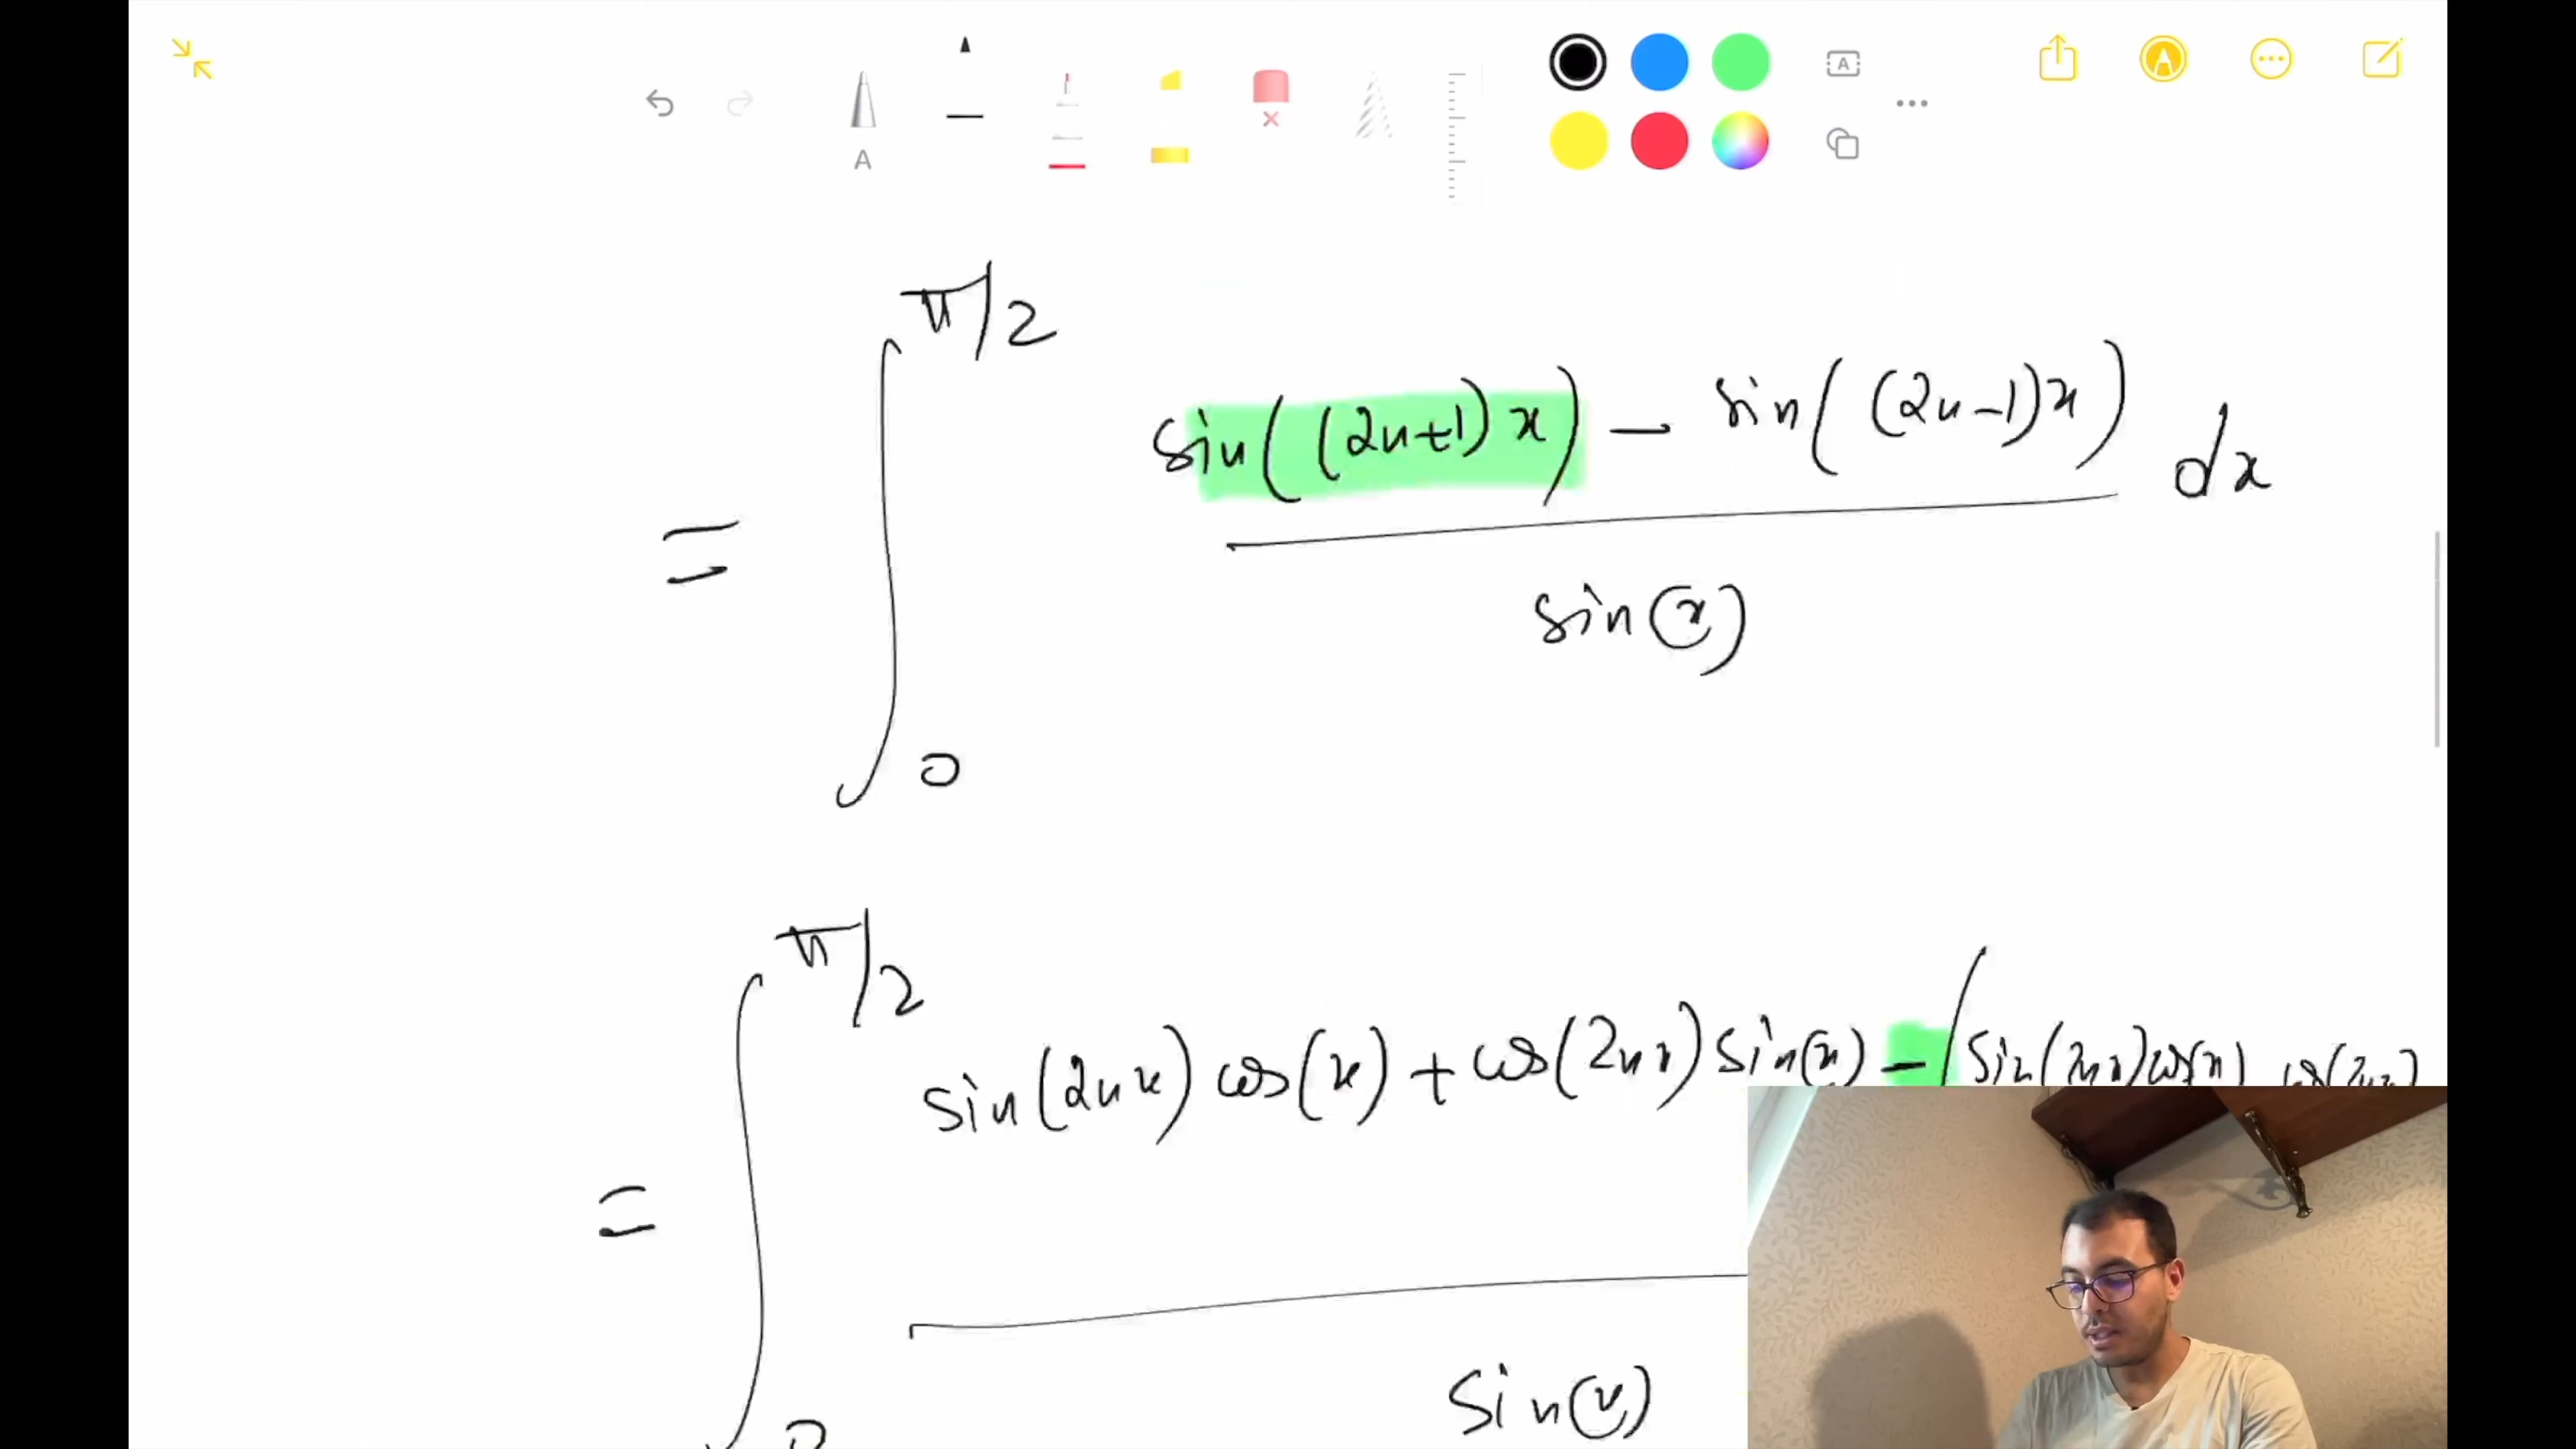 π/2
sin((2n+1)x) − sin((2n−1)x) dx
=
sin(x)
0
π/2
sin(2nx) cos(x) + cos(2nx) sin(x) − (sin(2nx)cos(x)
=
sin(x)
0